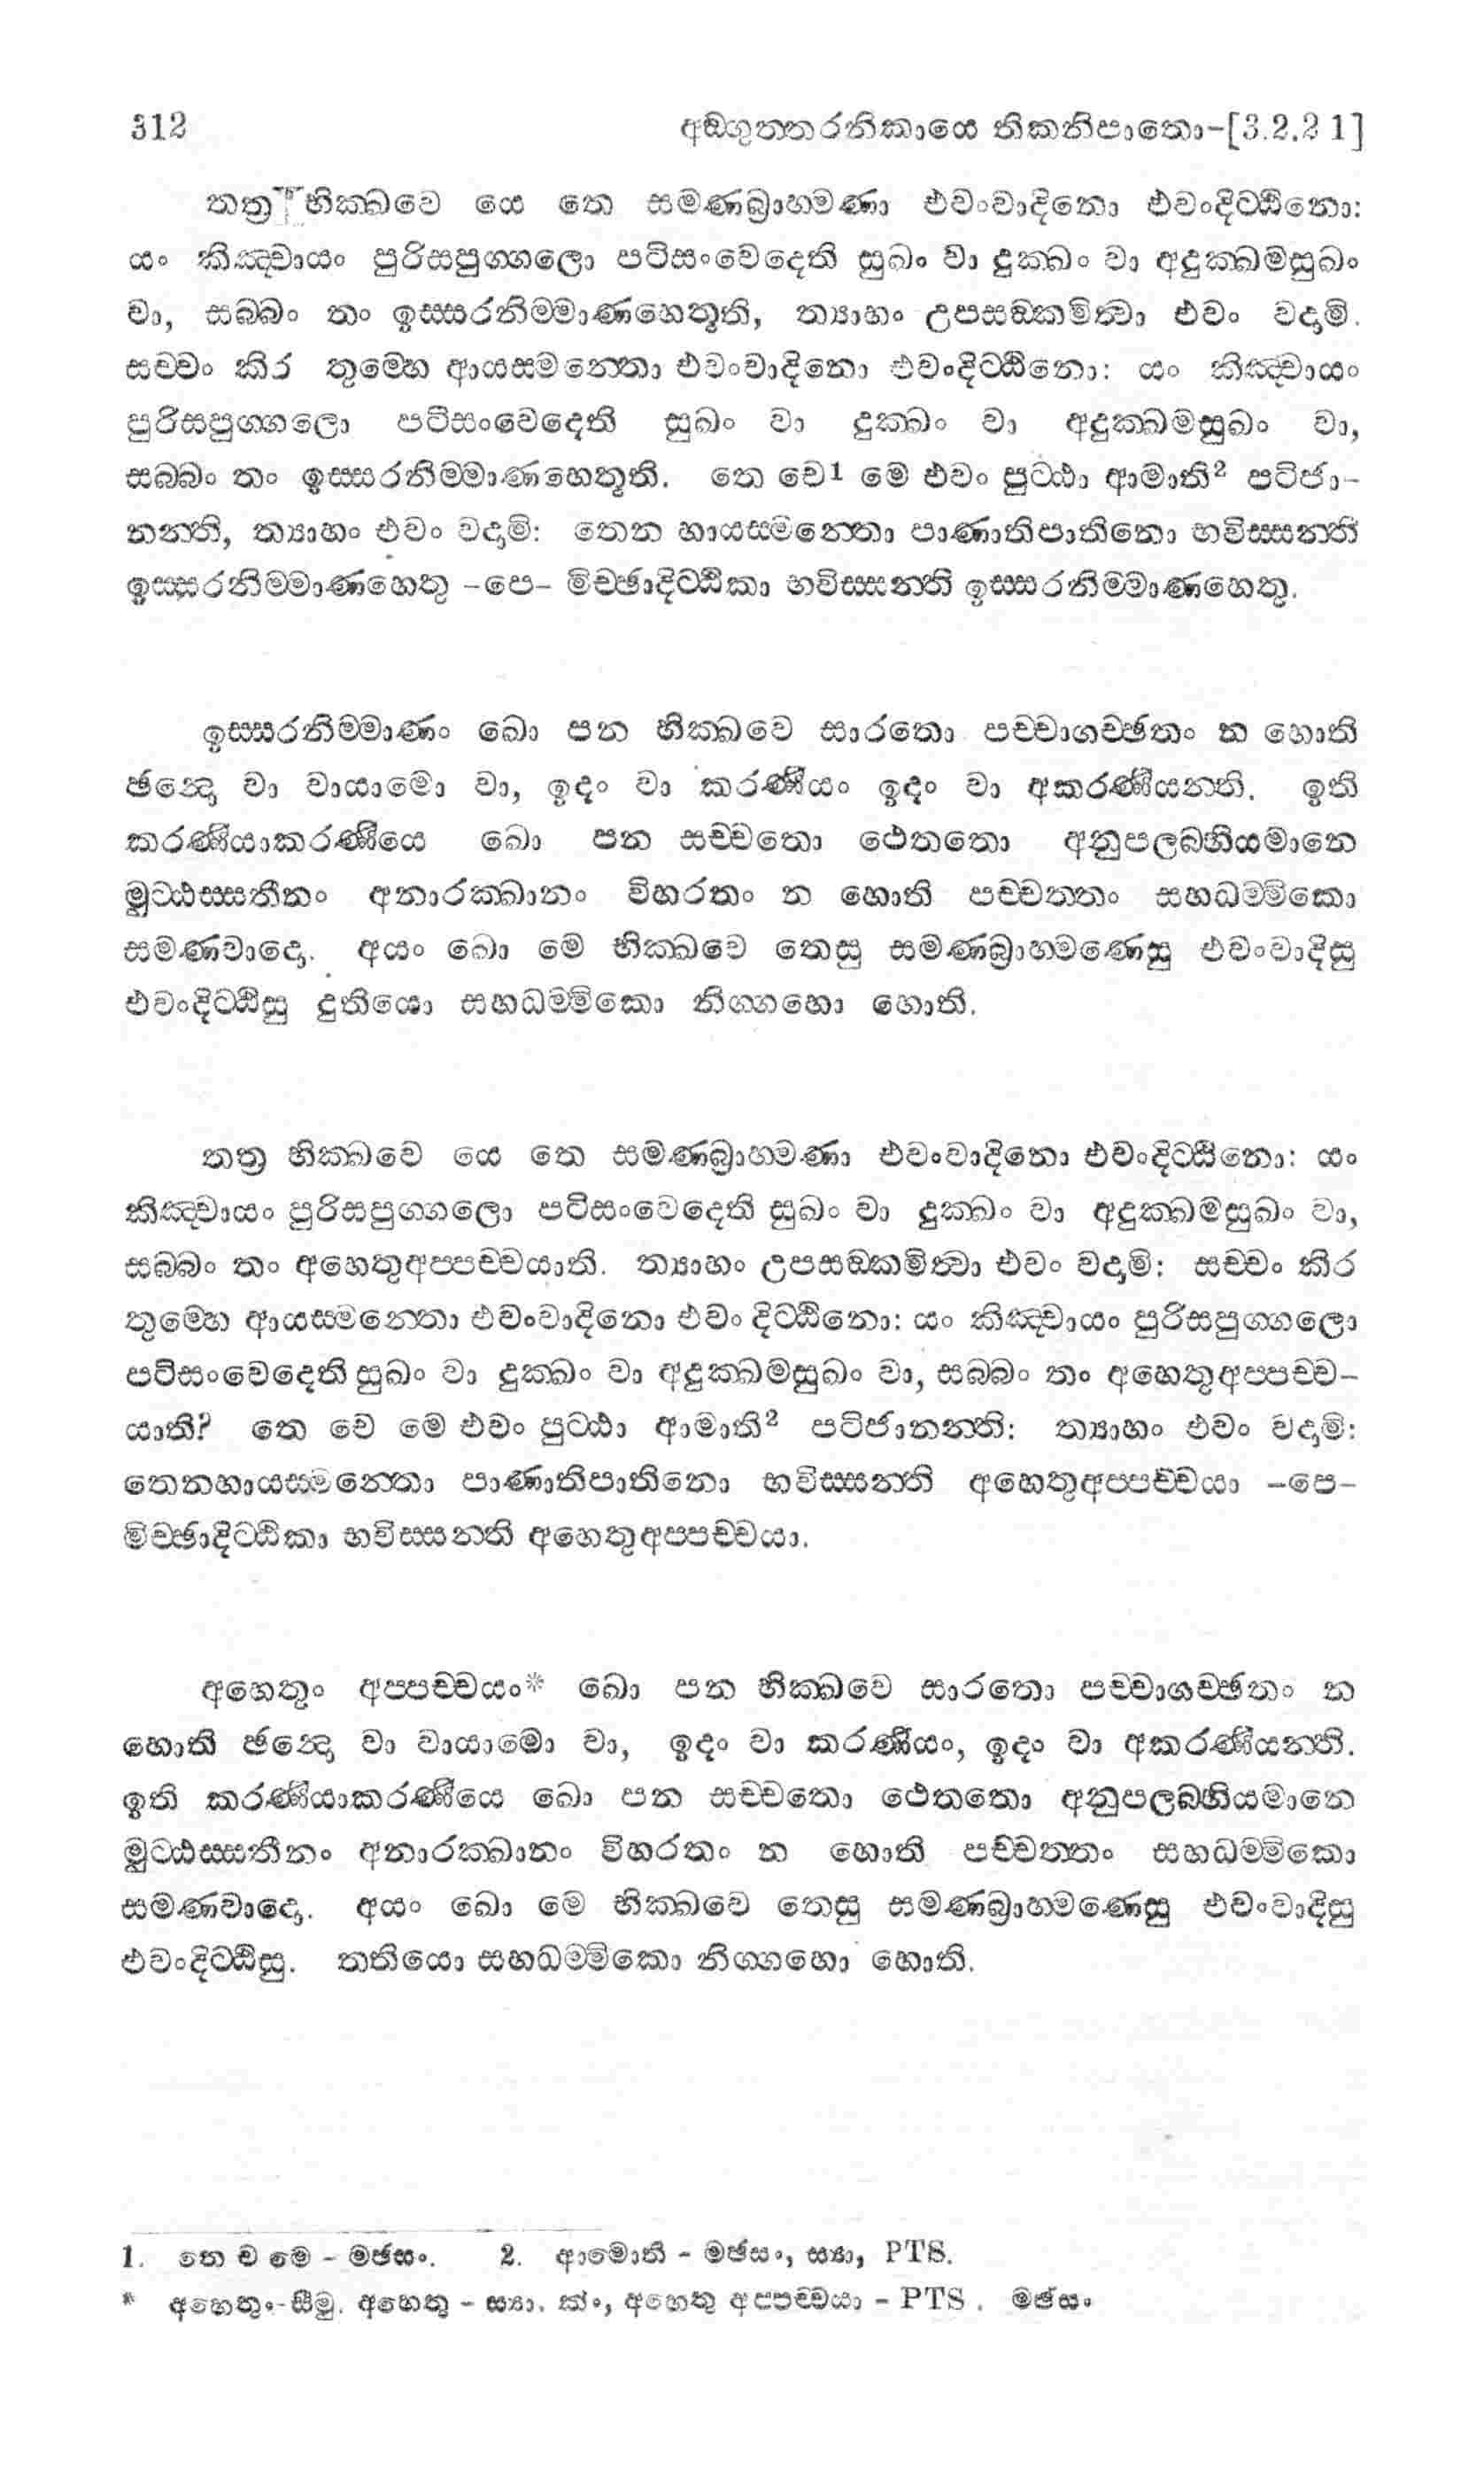 312 අඞ්ගුත්තරනිකායෙ තිකනිපාතො-[3.2.2 1]
තත්‍ර භික්ඛවෙ යෙ තෙ සමණබ්‍රාහමණා එවංවාදිනො එවංදිට්ඨිනො:
යං කිඤ්චායං පුරිසපුග්ගලො පටිසංවෙදෙති සුඛං වා දුක්ඛං වා අදුක්ඛමසුඛං
වා, සබ්බං තං ඉස්සරනිම්මාණහෙතූති, ත්‍යාහං උපසඞ්කමිත්‍වා එවං වදාමි.
සච්චං කිර තුම්හෙ ආයස්මන්තො එවංවාදිනො එවංදිට්ඨිනො: යං කිඤ්චායං
පුරිසපුග්ගලො පටිසංවෙදෙති සුඛං වා දුක්ඛං වා අදුක්ඛමසුඛං වා,
සබ්බං තං ඉස්සරනිම්මාණහෙතූති. තෙ චෙ1 මෙ එවං පුට්ඨා ආමාති2 පටිජා-
නන්ති, ත්‍යාහං එවං වදාමි: තෙන හායස්මන්තො පාණාතිපාතිනො භවිස්සන්ති
ඉස්සරනිම්මාණහෙතු -පෙ- මිච්ඡාදිට්ඨිකා භවිස්සන්ති ඉස්සරනිම්මාණහෙතු.
ඉස්සරනිම්මාණං ඛො පන භික්ඛවෙ සාරතො පච්චාගච්ඡතං න හොති
ඡන්‍දො වා වායාමො වා, ඉදං වා කරණීයං ඉදං වා අකරණීයන්ති. ඉති
කරණීයාකරණීයෙ ඛො පන සච්චතො ථෙතතො අනුපලබ්භියමානෙ
මුට්ඨස්සතීනං අනාරක්ඛානං විහරතං න හොති පච්චත්තං සහධම්මිකො
සමණවාදො. අයං ඛො මෙ භික්ඛවෙ තෙසු සමණබ්‍රාහමණෙසු එවංවාදිසු
එවංදිට්ඨිසු දුතියො සහධම්මිකො නිග්ගහො හොති.
තත්‍ර භික්ඛවෙ යෙ තෙ සමණබ්‍රාහමණා එවංවාදිනො එවංදිට්ඨිනො: යං
කිඤ්චායං පුරිසපුග්ගලො පටිසංවෙදෙති සුඛං වා දුක්ඛං වා අදුක්ඛමසුඛං වා,
සබ්බං තං අහෙතුඅප්පච්චයාති. ත්‍යාහං උපසඞ්කමිත්‍වා එවං වදාමි: සච්චං කිර
තුම්හෙ ආයස්මන්තො එවංවාදිනො එවං දිට්ඨිනො: යං කිඤ්චායං පුරිසපුග්ගලො
පටිසංවෙදෙති සුඛං වා දුක්ඛං වා අදුක්ඛමසුඛං වා, සබ්බං තං අහෙතුඅප්පච්ච-
යාති? තෙ චෙ මෙ එවං පුට්ඨා ආමාති2 පටිජානන්ති: ත්‍යාහං එවං වදාමි:
තෙනහායස්මන්තො පාණාතිපාතිනො භවිස්සන්ති අහෙතුඅප්පච්චයා -පෙ-
මිච්ඡාදිට්ඨිකා භවිස්සන්ති අහෙතුඅප්පච්චයා.
අහෙතුං අප්පච්චයං* ඛො පන භික්ඛවෙ සාරතො පච්චාගච්ඡතං න
හොති ඡන්‍දො වා වායාමො වා, ඉදං වා කරණීයං, ඉදං වා අකරණීයන්ති.
ඉති කරණීයාකරණීයෙ ඛො පන සච්චතො ථෙතතො අනුපලබ්භියමානෙ
මුට්ඨස්සතීනං අනාරක්ඛානං විහරතං න හොති පච්චත්තං සහධම්මිකො
සමණවාදො. අයං ඛො මෙ භික්ඛවෙ තෙසු සමණබ්‍රාහමණෙසු එවංවාදිසු
එවංදිට්ඨිසු. තතියො සහධම්මිකො නිග්ගහො හොති.
1. තෙ ච මෙ - මඡසං. 2. ආමොති - මඡසං, ස්‍යා, PTS.
* අහෙතුං-සීමු. අහෙතු - ස්‍යා. ක්‍ං, අහෙතු අප්පච්චයා - PTS . මඡසං